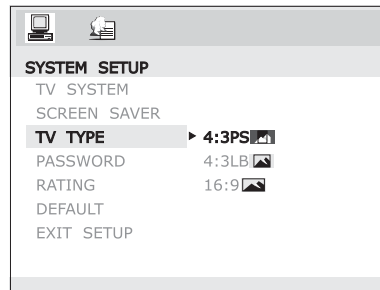 SYSTEM SETUP
TV SYSTEM
SCREEN SAVER
TV TYPE 4:3PS
PASSWORD 4:3LB
RATING 16:9
DEFAULT
EXIT SETUP